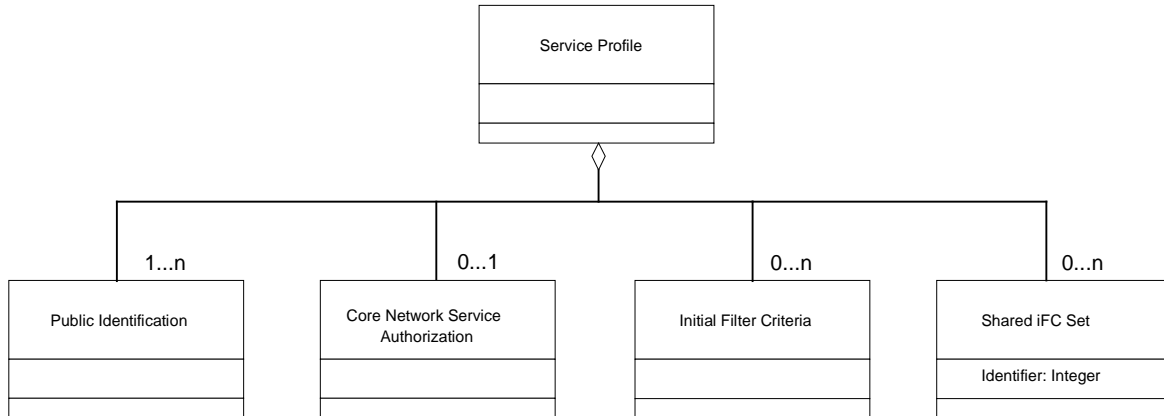 Service Profile
1...n
0...1
0...n
0...n
Public Identification
Core Network Service
Authorization
Initial Filter Criteria
Shared iFC Set
Identifier: Integer